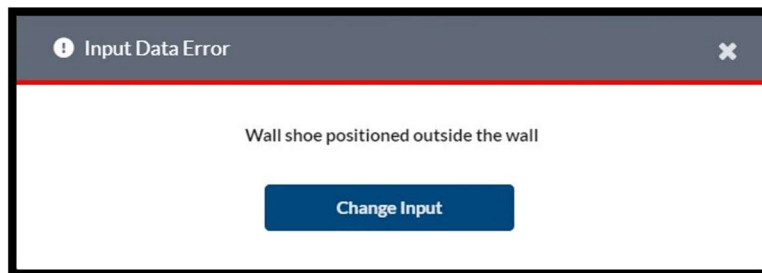 Input Data Error
Wall shoe positioned outside the wall
Change Input